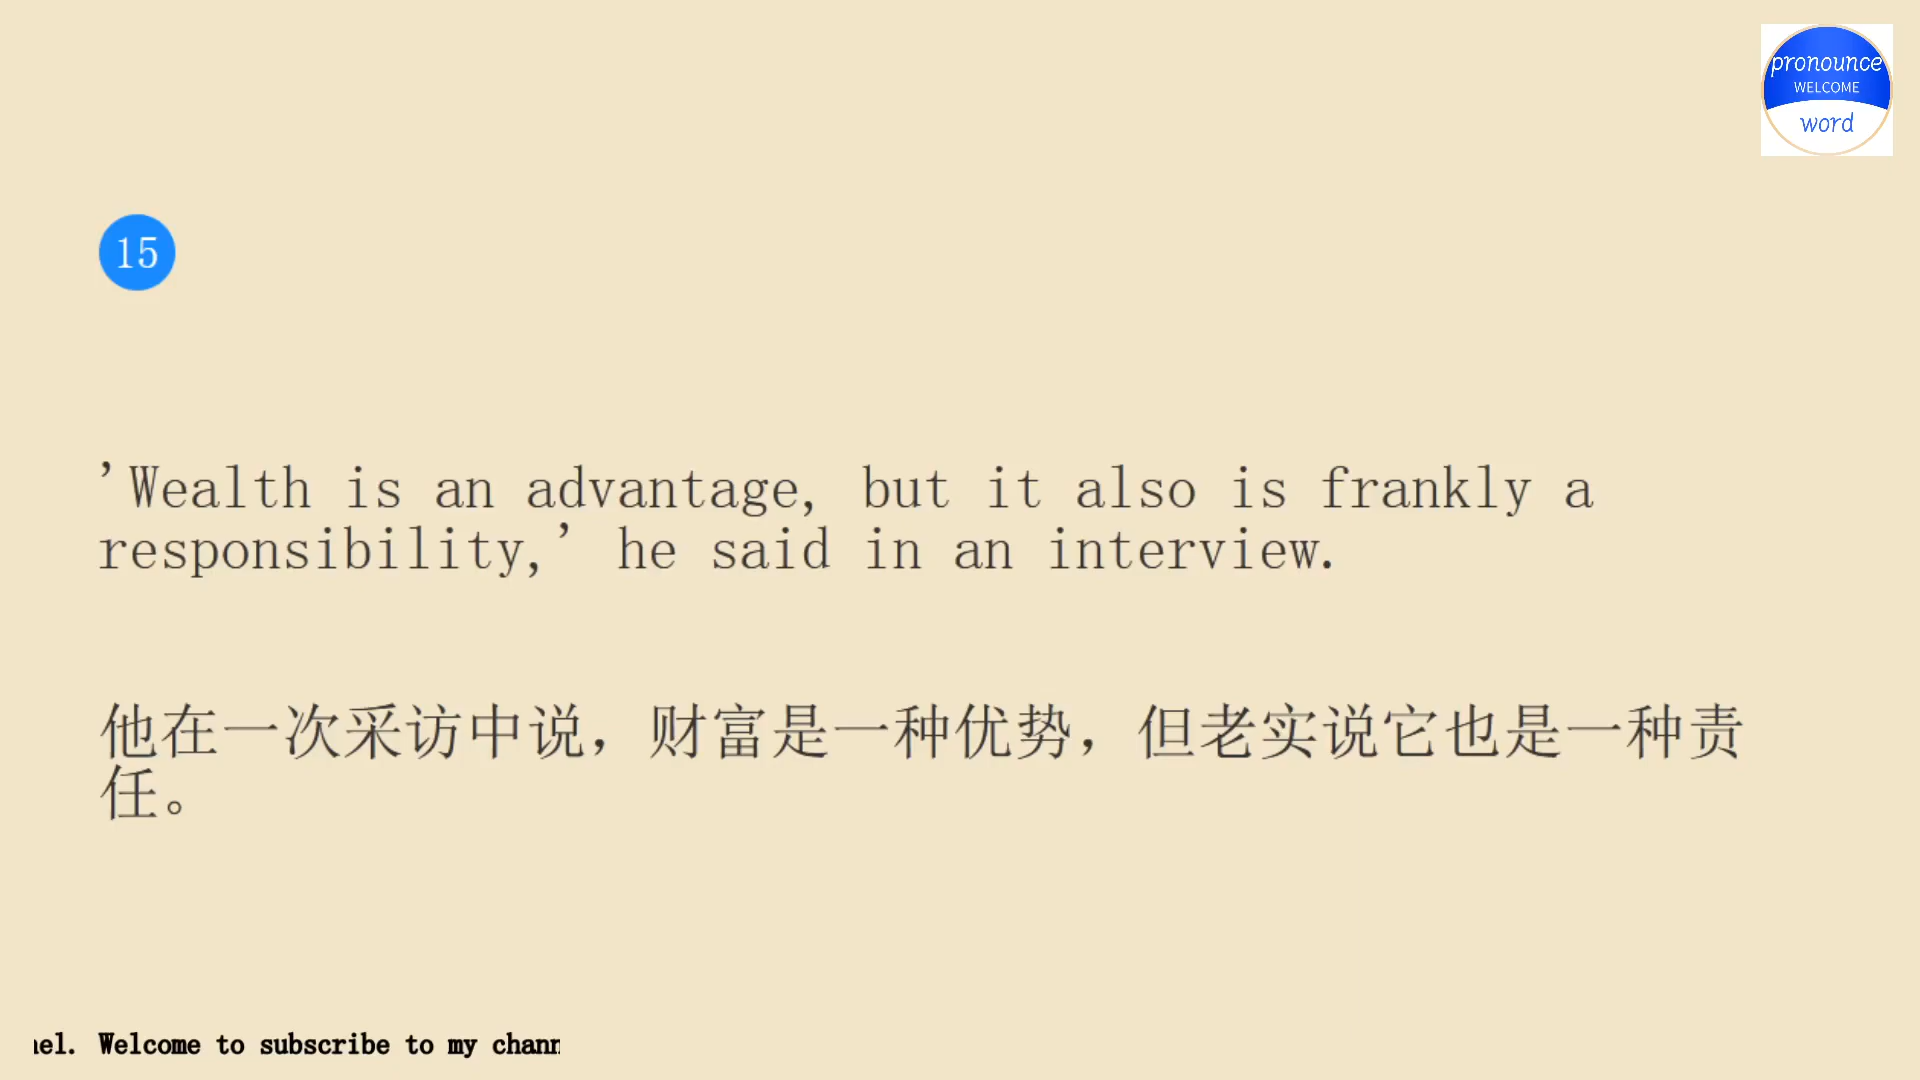 pronounce
WELCOME
word
15
’Wealth is an advantage, but it also is frankly a
responsibility,’ he said in an interview.
他在一次采访中说，财富是一种优势，但老实说它也是一种责
任。
Welcome to subscribe to my